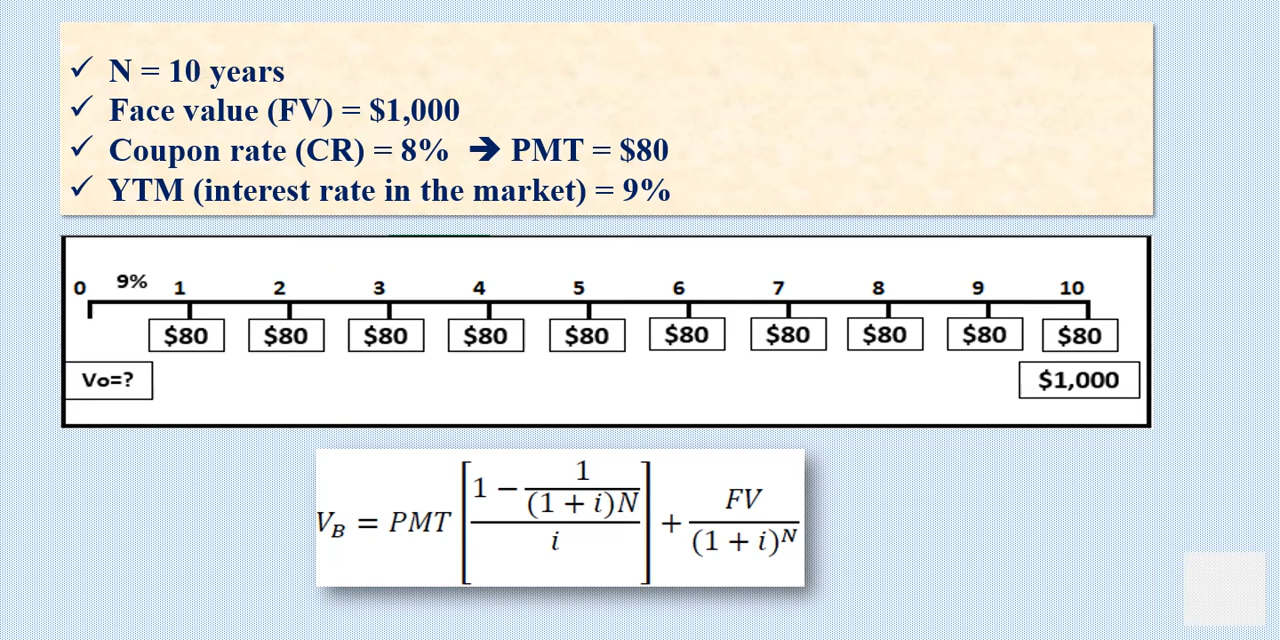 ✓ N = 10 years
✓ Face value (FV) = $1,000
✓ Coupon rate (CR) = 8% ➔ PMT = $80
✓ YTM (interest rate in the market) = 9%
0 9% 1 2 3 4 5 6 7 8 9 10
$80 $80 $80 $80 $80 $80 $80 $80 $80 $80
Vo=? $1,000
V_B = PMT [(1 − 1/((1 + i)N))/i] + FV/(1 + i)^N